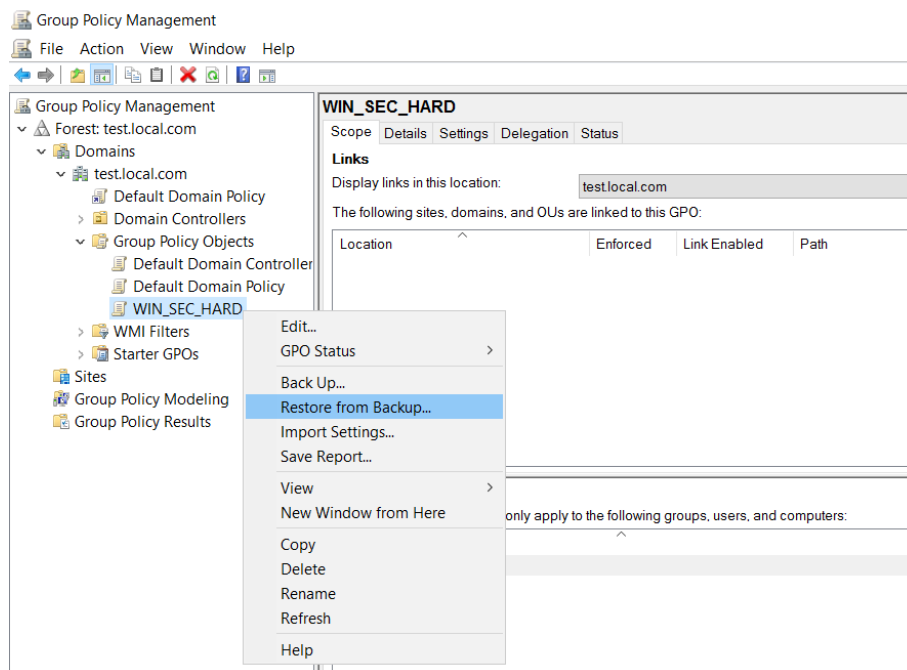 Group Policy Management
File Action View Window Help
Group Policy Management
Forest: test.local.com
Domains
test.local.com
Default Domain Policy
Domain Controllers
Group Policy Objects
Default Domain Controller
Default Domain Policy
WIN_SEC_HARD
WMI Filters
Starter GPOs
Sites
Group Policy Modeling
Group Policy Results
WIN_SEC_HARD
Scope Details Settings Delegation Status
Links
Display links in this location: test.local.com
The following sites, domains, and OUs are linked to this GPO:
Location Enforced Link Enabled Path
Edit...
GPO Status
Back Up...
Restore from Backup...
Import Settings...
Save Report...
View
New Window from Here
Copy
Delete
Rename
Refresh
Help
only apply to the following groups, users, and computers: